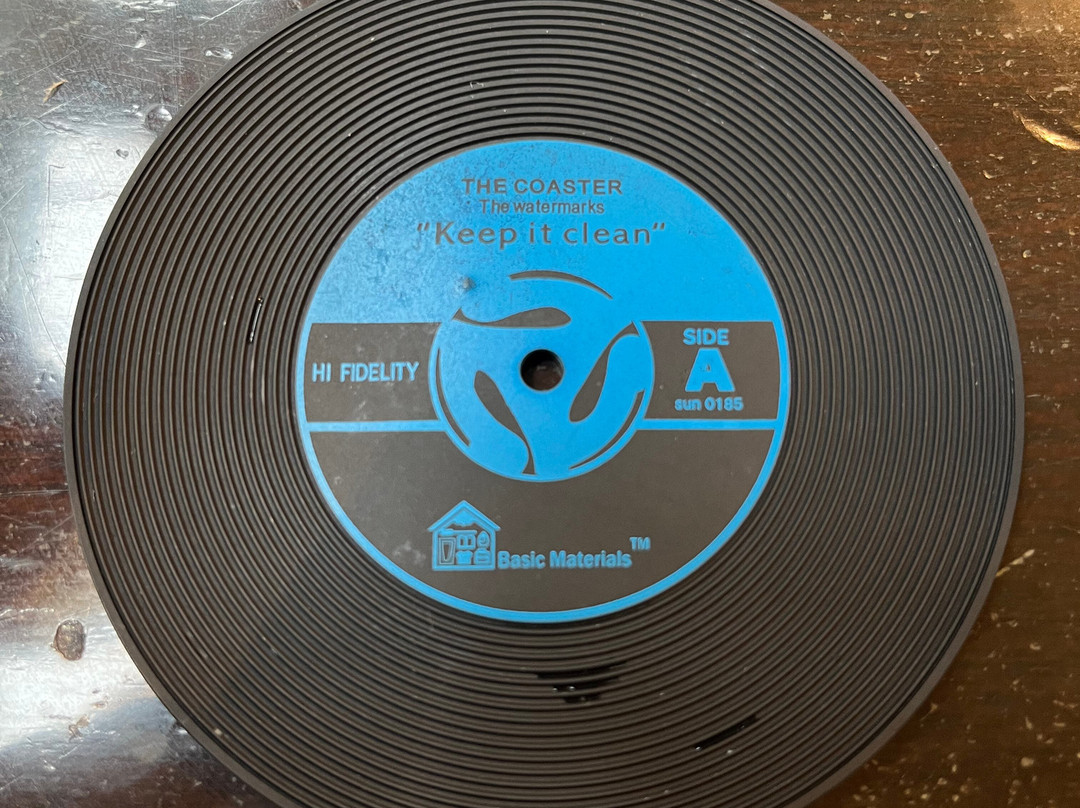 THE COASTER
The watermarks
"Keep it clean"
HI FIDELITY
SIDE
A
sun 0185
Basic Materials™